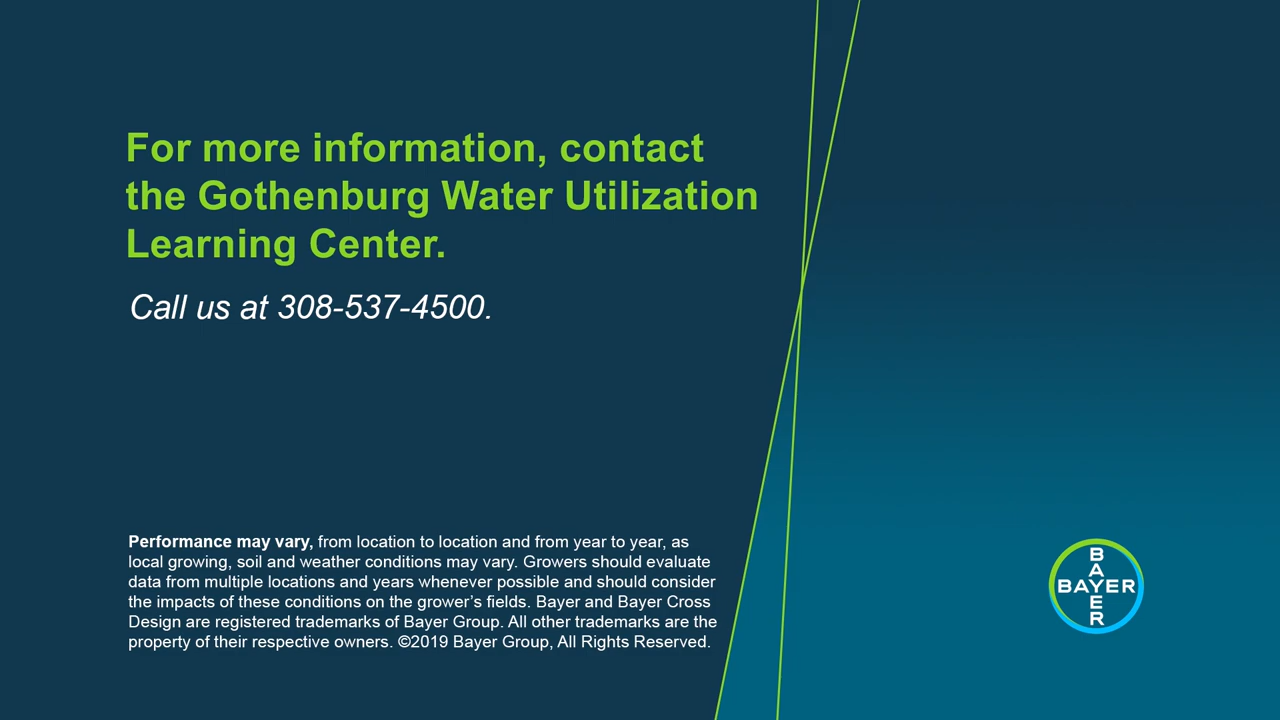 For more information, contact
the Gothenburg Water Utilization
Learning Center.
Call us at 308-537-4500.
Performance may vary, from location to location and from year to year, as
local growing, soil and weather conditions may vary. Growers should evaluate
data from multiple locations and years whenever possible and should consider
the impacts of these conditions on the grower’s fields. Bayer and Bayer Cross
Design are registered trademarks of Bayer Group. All other trademarks are the
property of their respective owners. ©2019 Bayer Group, All Rights Reserved.
BAYER
BAYER